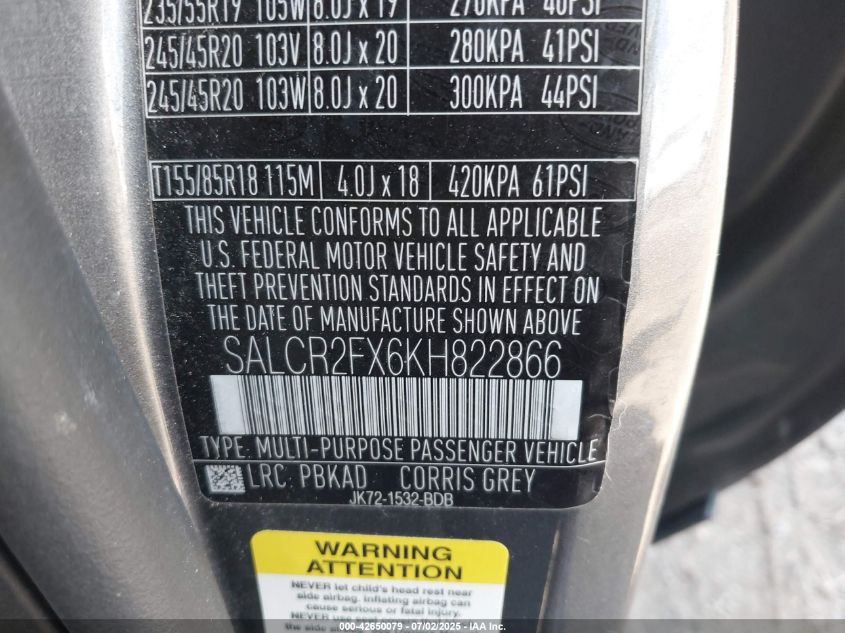 235/55R19 105W 8.0J x 19 270KPA 40PSI
245/45R20 103V 8.0J x 20 280KPA 41PSI
245/45R20 103W 8.0J x 20 300KPA 44PSI
T155/85R18 115M 4.0J x 18 420KPA 61PSI
THIS VEHICLE CONFORMS TO ALL APPLICABLE
U.S. FEDERAL MOTOR VEHICLE SAFETY AND
THEFT PREVENTION STANDARDS IN EFFECT ON
THE DATE OF MANUFACTURE SHOWN ABOVE
SALCR2FX6KH822866
TYPE: MULTI-PURPOSE PASSENGER VEHICLE
LRC: PBKAD CORRIS GREY
JK72-1532-BDB
WARNING
ATTENTION
NEVER let child's head rest near
side airbag. Inflating airbag can
cause serious or fatal injury.
000-42650079 - 07/02/2025 - IAA Inc.